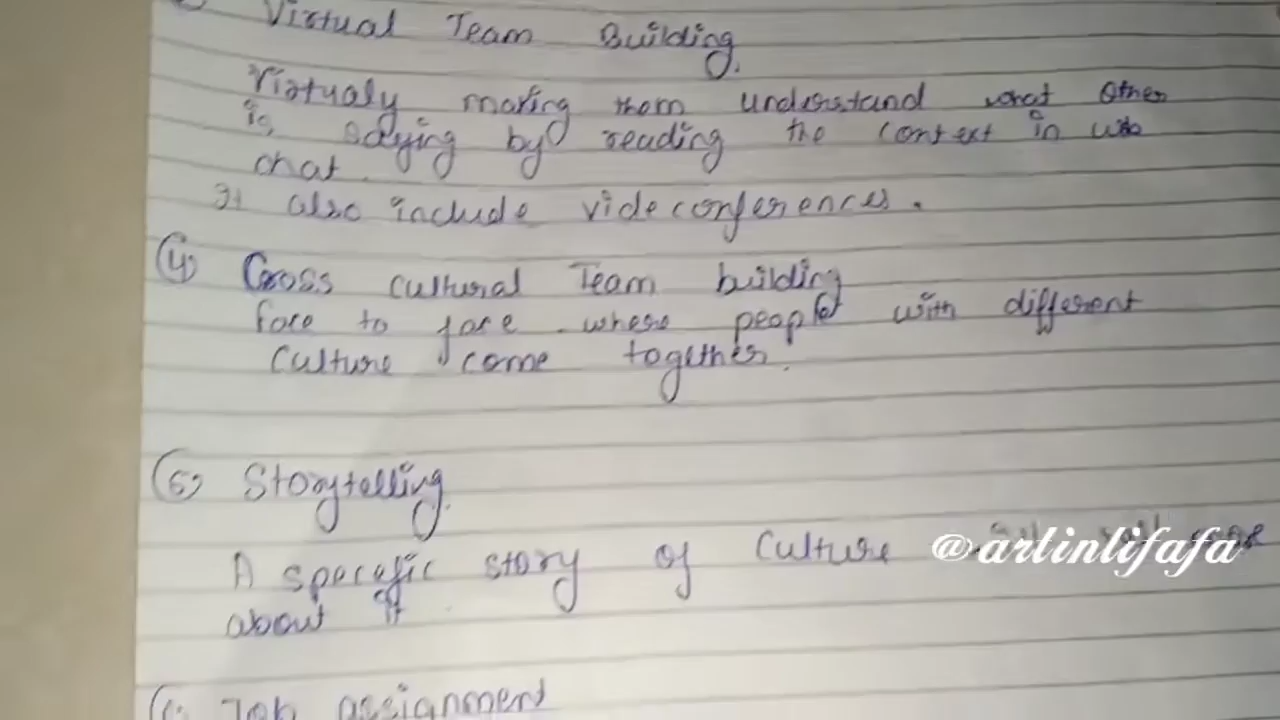 Virtual Team Building.
Virtualy making them understand what other
is saying by reading the context in
chat.
It also include videconferences.
(4) Cross cultural Team building
face to face where people with different
culture come together.
(5) Storytelling.
A specific story of culture
@artinlifafa
about it
Job assignment